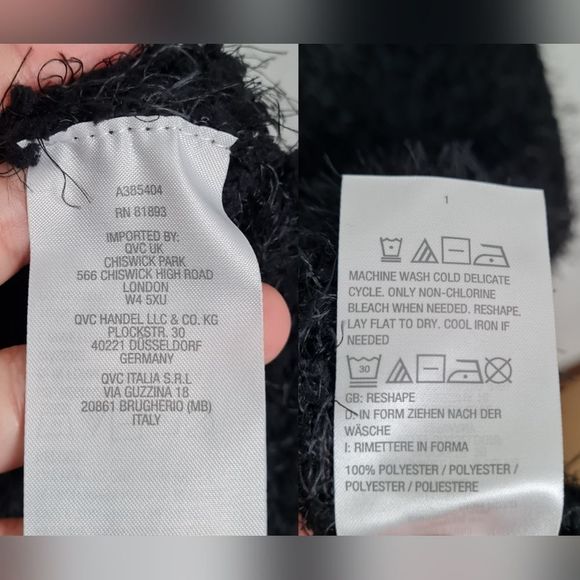 A385404
RN 81893
IMPORTED BY:
QVC UK
CHISWICK PARK
566 CHISWICK HIGH ROAD
LONDON
W4 5XU
QVC HANDEL LLC & CO. KG
PLOCKSTR. 30
40221 DÜSSELDORF
GERMANY
QVC ITALIA S.R.L
VIA GUZZINA 18
20861 BRUGHERIO (MB)
ITALY
1
MACHINE WASH COLD DELICATE
CYCLE. ONLY NON-CHLORINE
BLEACH WHEN NEEDED. RESHAPE.
LAY FLAT TO DRY. COOL IRON IF
NEEDED
30
GB: RESHAPE
D: IN FORM ZIEHEN NACH DER
WÄSCHE
I: RIMETTERE IN FORMA
100% POLYESTER / POLYESTER /
POLYESTER / POLIESTERE